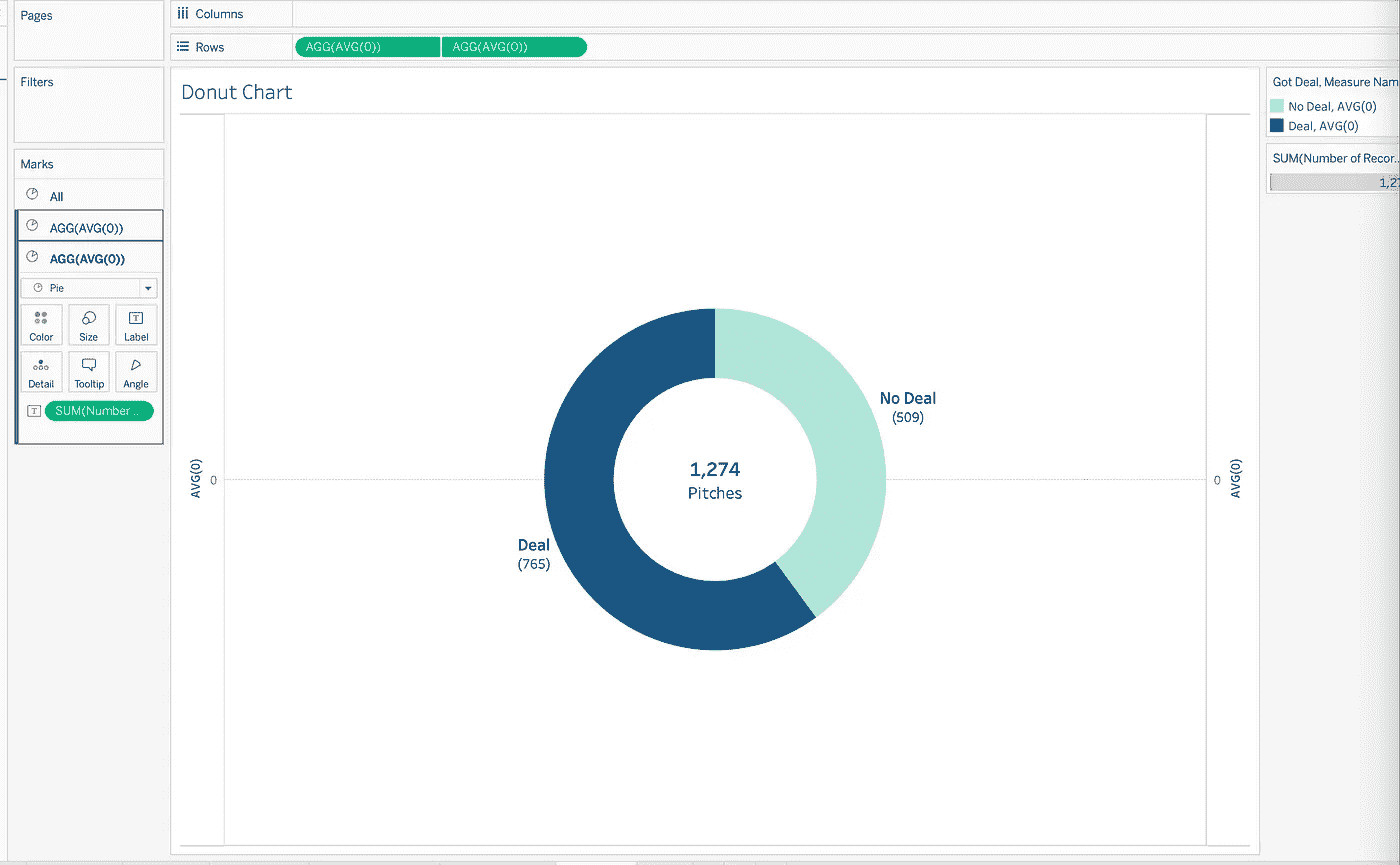 Pages
Columns
Rows
AGG(AVG(0)) AGG(AVG(0))
Filters
Marks
All
AGG(AVG(0))
AGG(AVG(0))
Pie
Color Size Label
Detail Tooltip Angle
T SUM(Number ..
Donut Chart
AVG(0)
0
No Deal
(509)
1,274
Pitches
Deal
(765)
0
AVG(0)
Got Deal, Measure Nam
No Deal, AVG(0)
Deal, AVG(0)
SUM(Number of Recor..
1,27